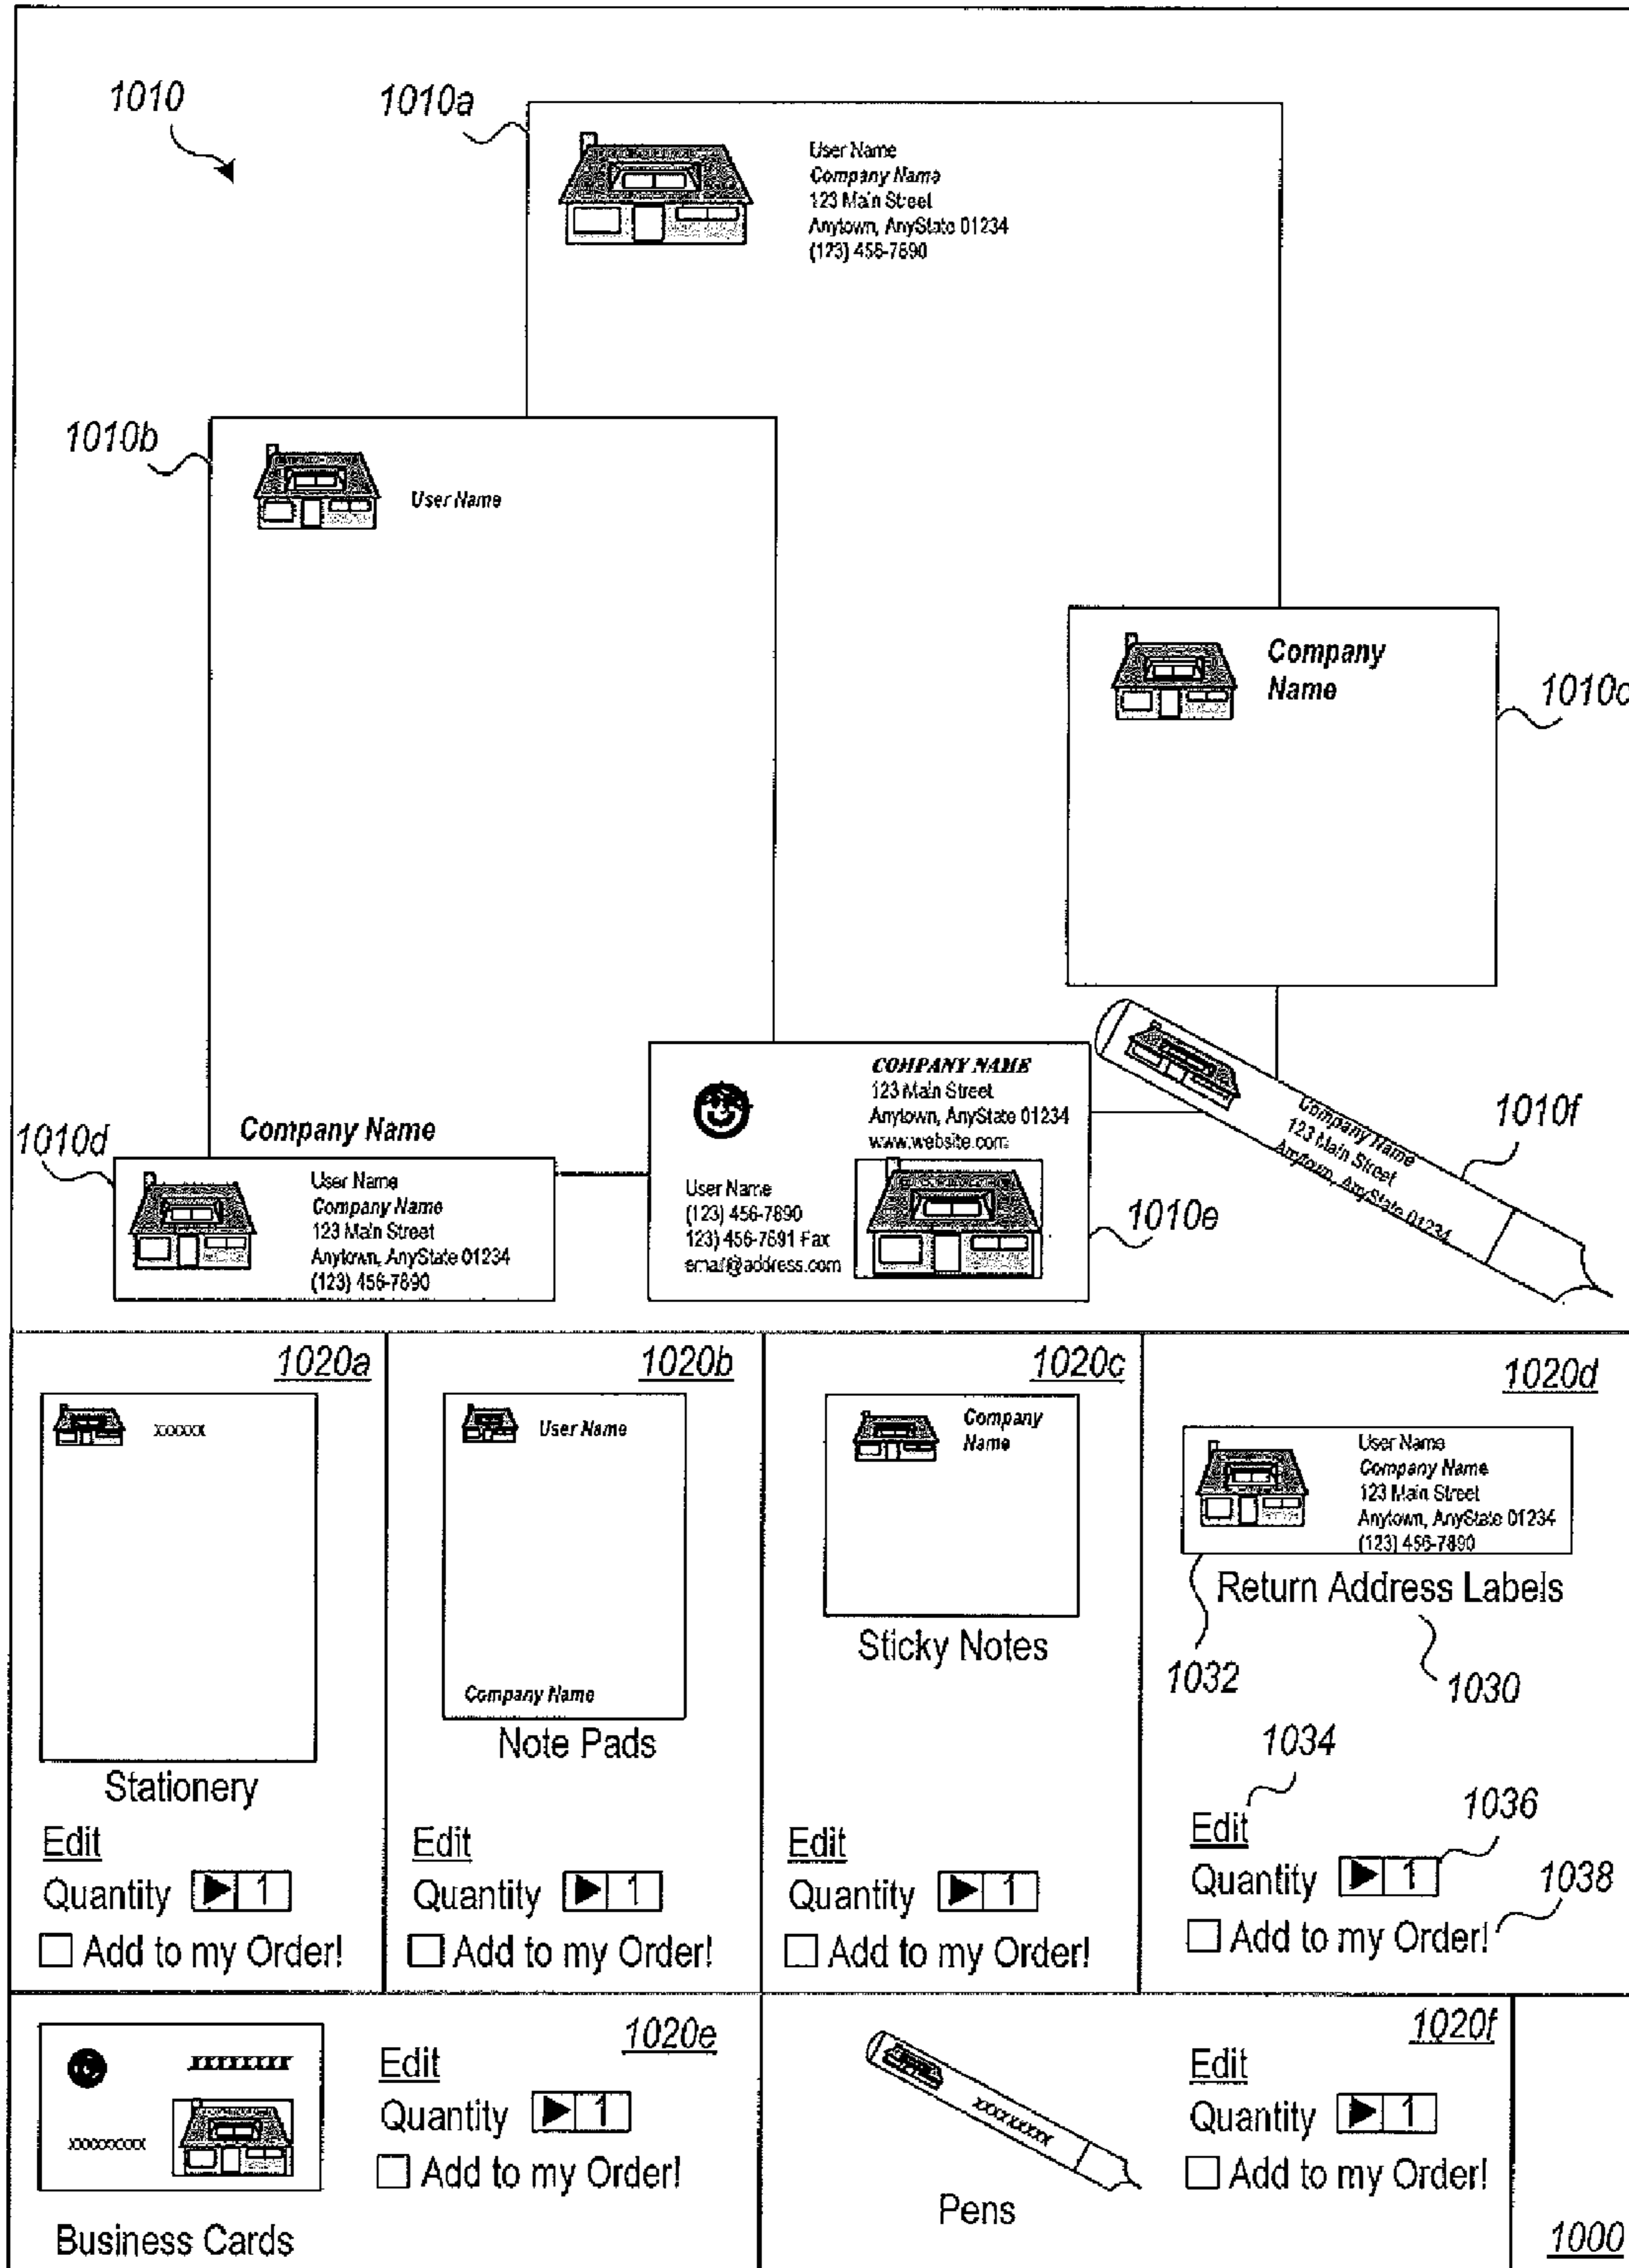 1010
1010a
User Name
Company Name
123 Main Street
Anytown, AnyState 01234
(123) 456-7890
1010b
User Name
Company
Name
1010c
Company Name
1010d
User Name
Company Name
123 Main Street
Anytown, AnyState 01234
(123) 456-7890
COMPANY NAME
123 Main Street
Anytown, AnyState 01234
www.website.com
User Name
(123) 456-7890
123) 456-7891 Fax
email@address.com
1010e
Company Name
123 Main Street
Anytown, AnyState 01234
1010f
1020a
xxxxxx
Stationery
Edit
Quantity 1
Add to my Order!
1020b
User Name
Company Name
Note Pads
Edit
Quantity 1
Add to my Order!
1020c
Company
Name
Sticky Notes
Edit
Quantity 1
Add to my Order!
1020d
User Name
Company Name
123 Main Street
Anytown, AnyState 01234
(123) 456-7890
Return Address Labels
1032
1030
1034
Edit
1036
Quantity 1
1038
Add to my Order!
1020e
xxxxxxxx
xxxxxxxxx
Business Cards
Edit
Quantity 1
Add to my Order!
1020f
xxxxxxxx
Pens
Edit
Quantity 1
Add to my Order!
1000